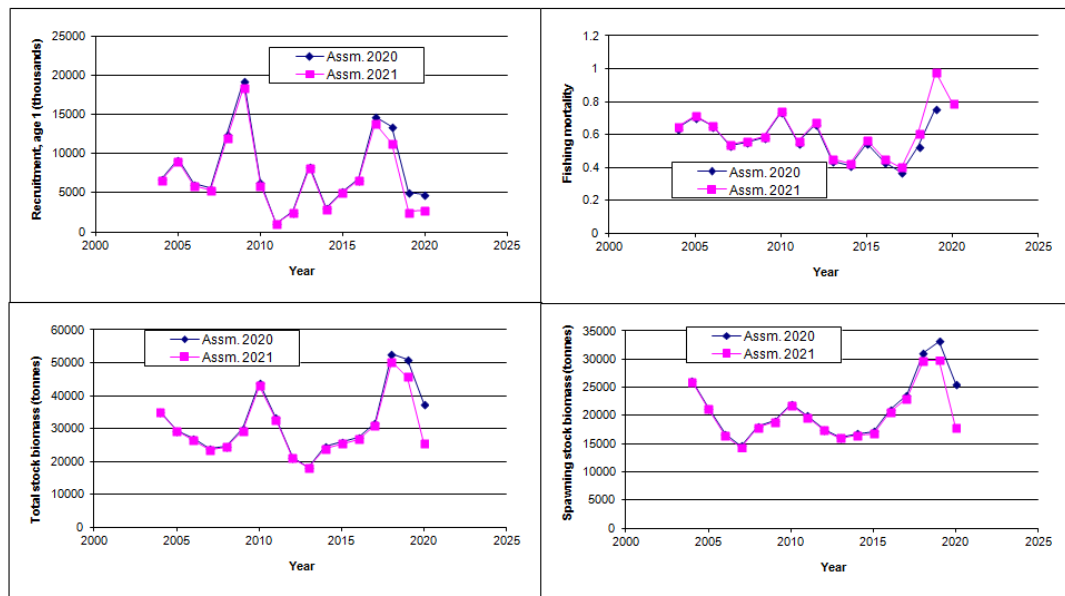 Recruitment, age 1 (thousands)
25000
20000
15000
10000
5000
0
2000 2005 2010 2015 2020 2025
Year
Assm. 2020
Assm. 2021
Fishing mortality
1.2
1
0.8
0.6
0.4
0.2
0
2000 2005 2010 2015 2020 2025
Year
Assm. 2020
Assm. 2021
Total stock biomass (tonnes)
60000
50000
40000
30000
20000
10000
0
2000 2005 2010 2015 2020 2025
Year
Assm. 2020
Assm. 2021
Spawning stock biomass (tonnes)
35000
30000
25000
20000
15000
10000
5000
0
2000 2005 2010 2015 2020 2025
Year
Assm. 2020
Assm. 2021